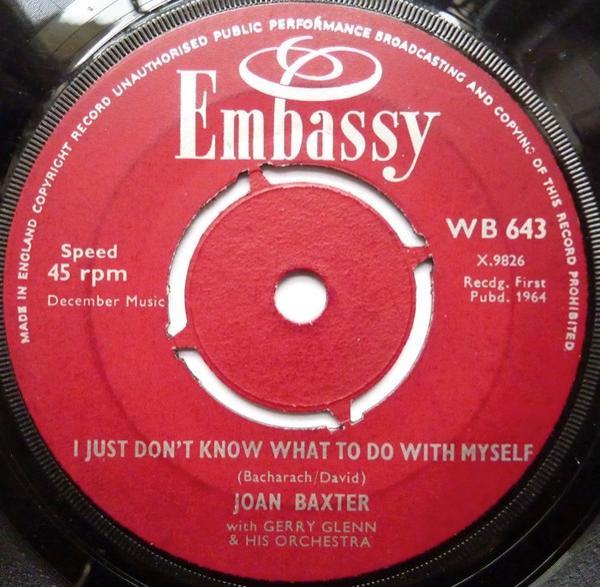 MADE IN ENGLAND COPYRIGHT RECORD UNAUTHORISED PUBLIC PERFORMANCE BROADCASTING AND COPYING OF THIS RECORD PROHIBITED
Embassy
WB 643
X.9826
Recdg. First
Pubd. 1964
Speed
45 rpm
December Music
I JUST DON'T KNOW WHAT TO DO WITH MYSELF
(Bacharach/David)
JOAN BAXTER
with GERRY GLENN
& HIS ORCHESTRA